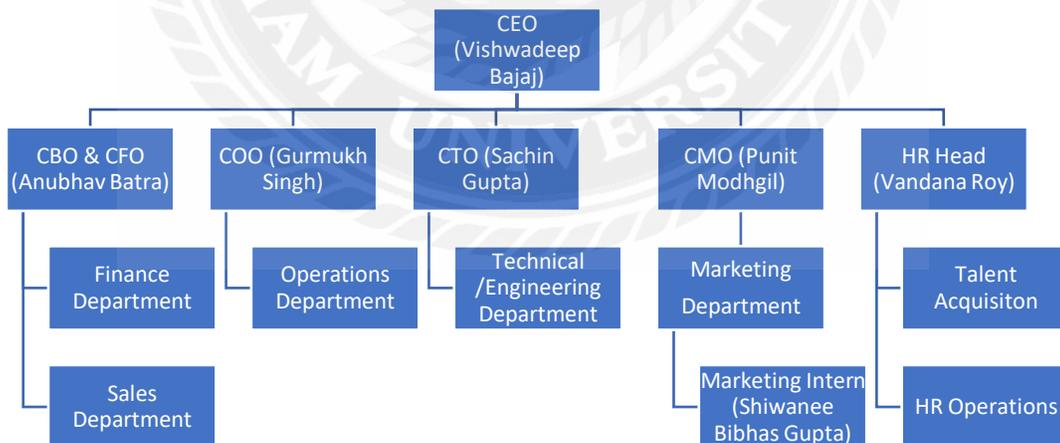 AM UNIVERSIT
CEO
(Vishwadeep
Bajaj)
CBO & CFO
(Anubhav Batra)
COO (Gurmukh
Singh)
CTO (Sachin
Gupta)
CMO (Punit
Modhgil)
HR Head
(Vandana Roy)
Finance
Department
Operations
Department
Technical
/Engineering
Department
Marketing
Department
Talent
Acquisiton
Sales
Department
Marketing Intern
(Shiwanee
Bibhas Gupta)
HR Operations